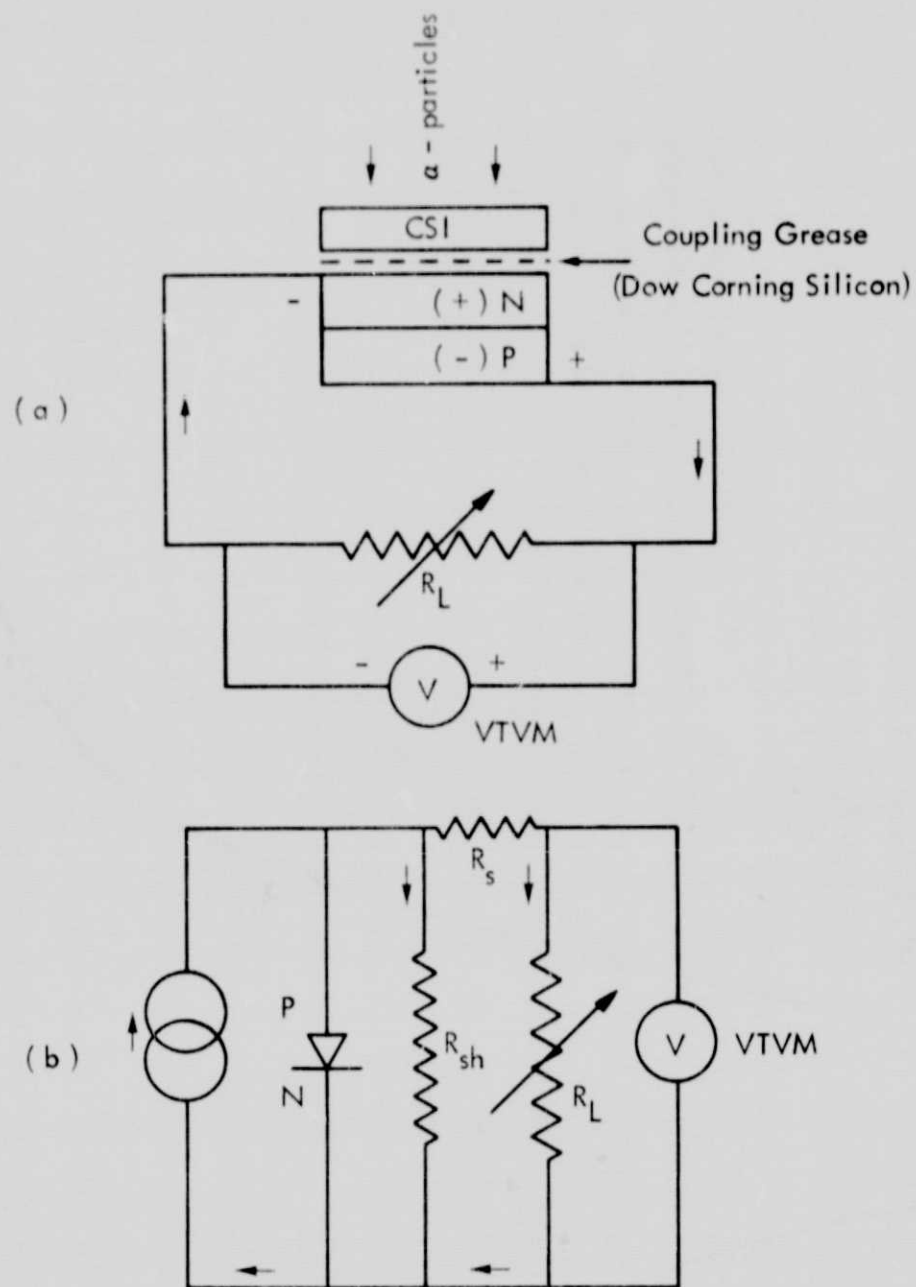 α - particles
CSI
Coupling Grease
(Dow Corning Silicon)
-
(+) N
(-) P
+
(a)
R_L
- V +
VTVM
R_s
P
(b)
R_sh
V VTVM
N
R_L